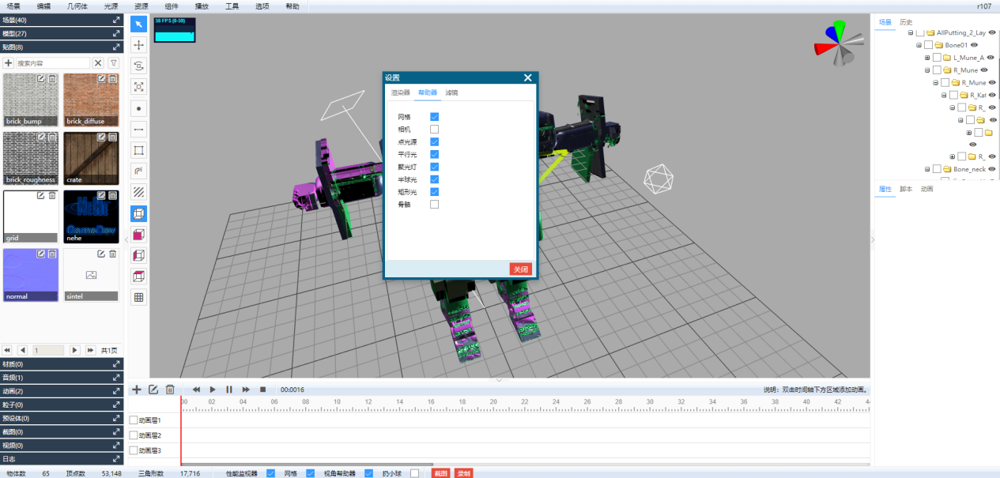 场景 编辑 几何体 光源 资源 组件 播放 工具 选项 帮助 r107
场景(40)
模型(27)
贴图(8)
搜索内容
brick_bump
brick_diffuse
brick_roughness
crate
grid
NeHe
GameDev
nehe
normal
sintel
1 共1页
材质(0)
音频(1)
动画(2)
粒子(0)
预设体(0)
截图(0)
视频(0)
日志
58 FPS (0-59)
设置
渲染器 帮助器 滤镜
网格
相机
点光源
平行光
聚光灯
半球光
矩形光
骨骼
关闭
场景 历史
AllPutting_2_Lay
Bone01
L_Mune_A
R_Mune
R_Mune
R_Kat
R_
R_
Bone_neck
属性 脚本 动画
00:0016
说明：双击时间轴下方区域添加动画。
00 02 04 06 08 10 12 14 16 18 20 22 24 26 28 30 32 34 36 38 40 42
动画层1
动画层2
动画层3
物体数 65 顶点数 53,148 三角形数 17,716 性能监视器 网格 视角帮助器 扔小球 截图 录制